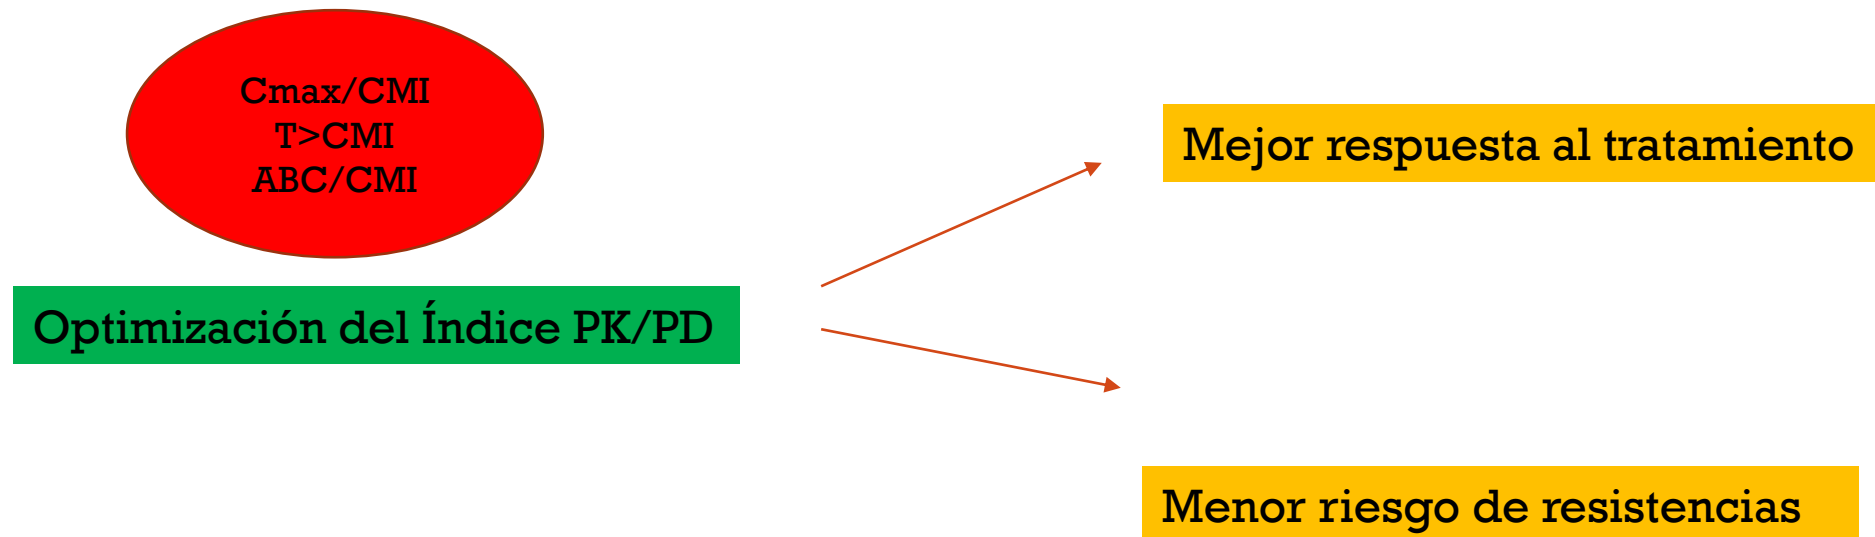 Cmax/CMI
T>CMI
ABC/CMI
Optimización del Índice PK/PD
Mejor respuesta al tratamiento
Menor riesgo de resistencias